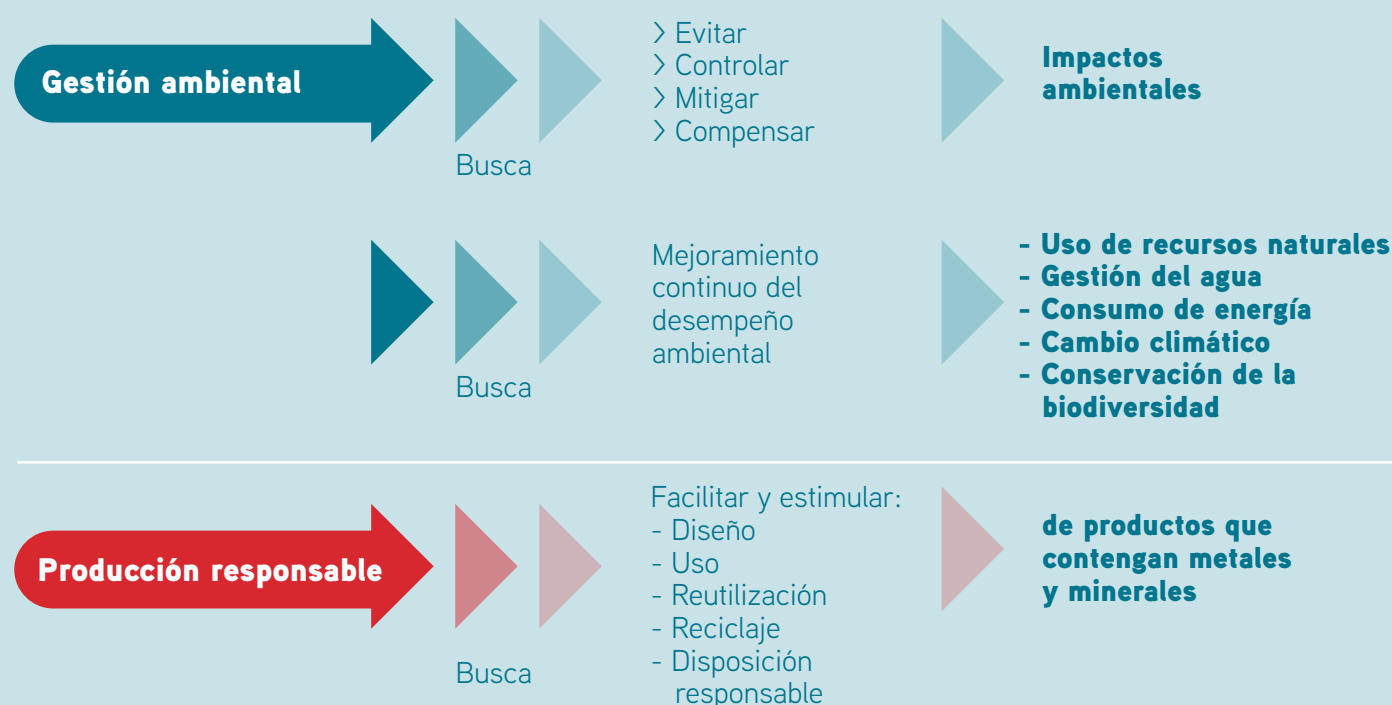 Gestión ambiental
Busca
> Evitar
> Controlar
> Mitigar
> Compensar
Impactos
ambientales
Busca
Mejoramiento
continuo del
desempeño
ambiental
- Uso de recursos naturales
- Gestión del agua
- Consumo de energía
- Cambio climático
- Conservación de la
biodiversidad
Producción responsable
Busca
Facilitar y estimular:
- Diseño
- Uso
- Reutilización
- Reciclaje
- Disposición
responsable
de productos que
contengan metales
y minerales